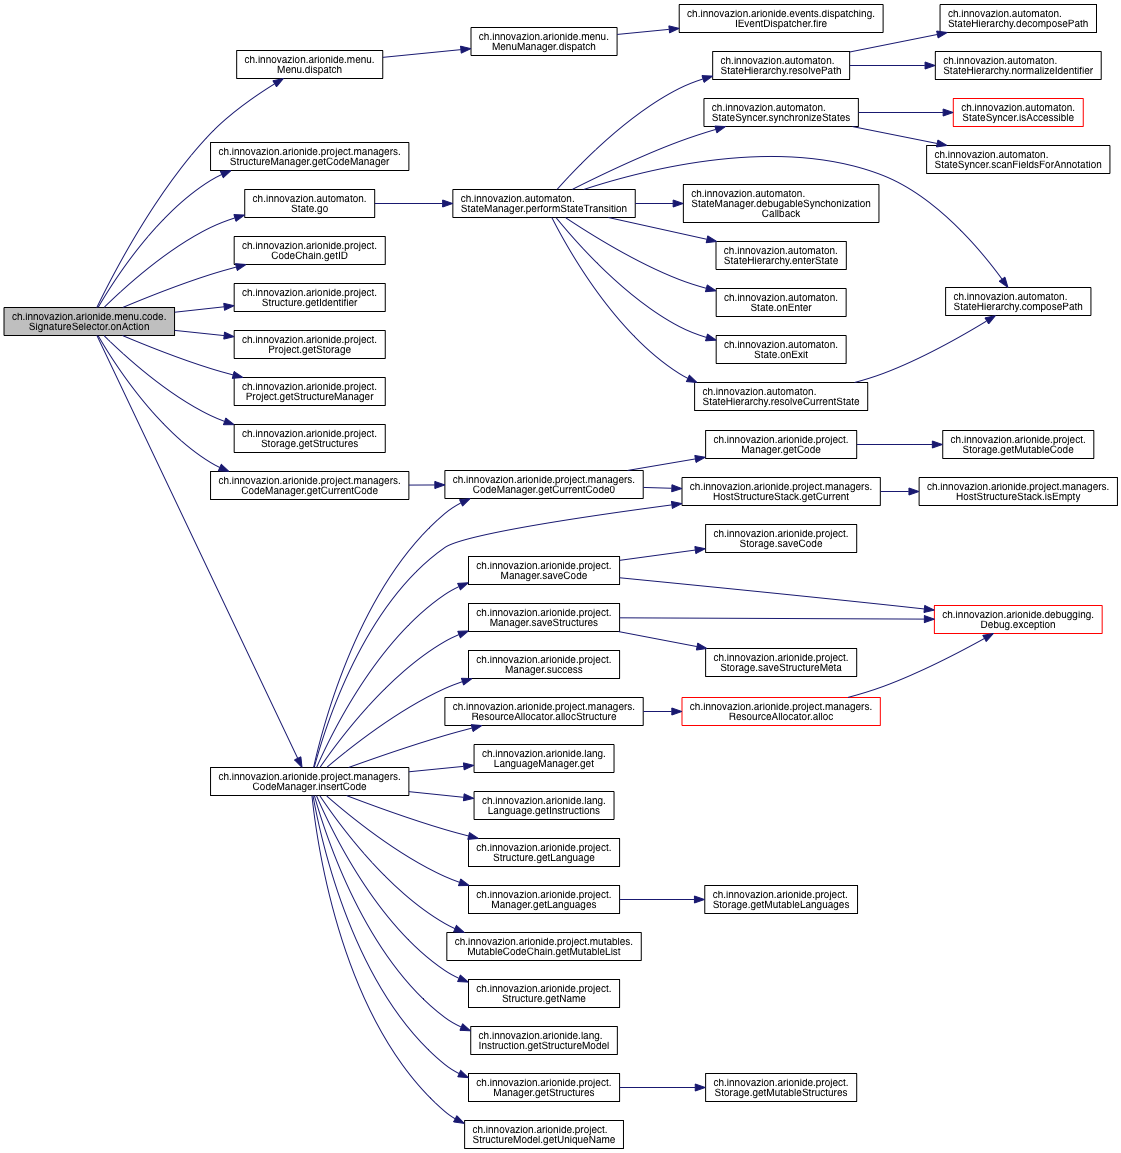 ch.innovazion.arionide.menu.code.
SignatureSelector.onAction
ch.innovazion.arionide.menu.
Menu.dispatch
ch.innovazion.arionide.menu.
MenuManager.dispatch
ch.innovazion.arionide.events.dispatching.
IEventDispatcher.fire
ch.innovazion.arionide.project.managers.
StructureManager.getCodeManager
ch.innovazion.automaton.
State.go
ch.innovazion.automaton.
StateManager.performStateTransition
ch.innovazion.automaton.
StateHierarchy.resolvePath
ch.innovazion.automaton.
StateHierarchy.decomposePath
ch.innovazion.automaton.
StateHierarchy.normalizeIdentifier
ch.innovazion.automaton.
StateSyncer.synchronizeStates
ch.innovazion.automaton.
StateSyncer.isAccessible
ch.innovazion.automaton.
StateSyncer.scanFieldsForAnnotation
ch.innovazion.automaton.
StateManager.debugableSynchonization
Callback
ch.innovazion.automaton.
StateHierarchy.enterState
ch.innovazion.automaton.
State.onEnter
ch.innovazion.automaton.
State.onExit
ch.innovazion.automaton.
StateHierarchy.resolveCurrentState
ch.innovazion.automaton.
StateHierarchy.composePath
ch.innovazion.arionide.project.
CodeChain.getID
ch.innovazion.arionide.project.
Structure.getIdentifier
ch.innovazion.arionide.project.
Project.getStorage
ch.innovazion.arionide.project.
Project.getStructureManager
ch.innovazion.arionide.project.
Storage.getStructures
ch.innovazion.arionide.project.managers.
CodeManager.getCurrentCode
ch.innovazion.arionide.project.managers.
CodeManager.getCurrentCode0
ch.innovazion.arionide.project.
Manager.getCode
ch.innovazion.arionide.project.
Storage.getMutableCode
ch.innovazion.arionide.project.managers.
HostStructureStack.getCurrent
ch.innovazion.arionide.project.managers.
HostStructureStack.isEmpty
ch.innovazion.arionide.project.managers.
CodeManager.insertCode
ch.innovazion.arionide.project.
Manager.saveCode
ch.innovazion.arionide.project.
Storage.saveCode
ch.innovazion.arionide.debugging.
Debug.exception
ch.innovazion.arionide.project.
Manager.saveStructures
ch.innovazion.arionide.project.
Storage.saveStructureMeta
ch.innovazion.arionide.project.
Manager.success
ch.innovazion.arionide.project.managers.
ResourceAllocator.allocStructure
ch.innovazion.arionide.project.managers.
ResourceAllocator.alloc
ch.innovazion.arionide.lang.
LanguageManager.get
ch.innovazion.arionide.lang.
Language.getInstructions
ch.innovazion.arionide.project.
Structure.getLanguage
ch.innovazion.arionide.project.
Manager.getLanguages
ch.innovazion.arionide.project.
Storage.getMutableLanguages
ch.innovazion.arionide.project.mutables.
MutableCodeChain.getMutableList
ch.innovazion.arionide.project.
Structure.getName
ch.innovazion.arionide.lang.
Instruction.getStructureModel
ch.innovazion.arionide.project.
Manager.getStructures
ch.innovazion.arionide.project.
Storage.getMutableStructures
ch.innovazion.arionide.project.
StructureModel.getUniqueName